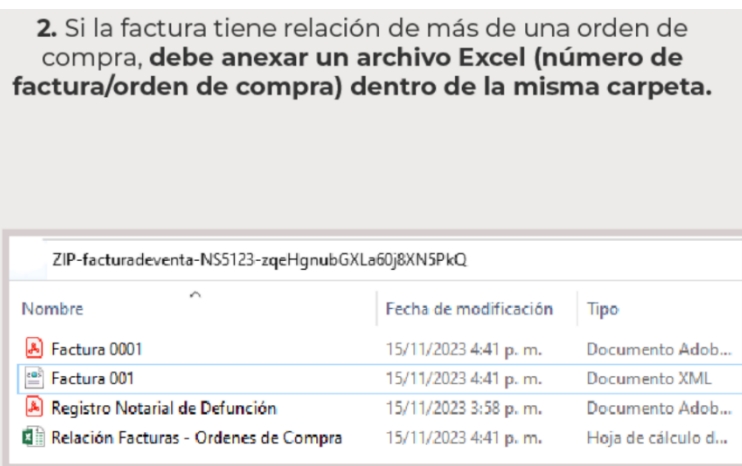 2. Si la factura tiene relación de más de una orden de
compra, debe anexar un archivo Excel (número de
factura/orden de compra) dentro de la misma carpeta.
ZIP-facturadeventa-NS5123-zqeHgnubGXLa60j8XN5PkQ
Nombre Fecha de modificación Tipo
Factura 0001 15/11/2023 4:41 p. m. Documento Adob...
Factura 001 15/11/2023 4:41 p. m. Documento XML
Registro Notarial de Defunción 15/11/2023 3:58 p. m. Documento Adob...
Relación Facturas - Ordenes de Compra 15/11/2023 4:41 p. m. Hoja de cálculo d...